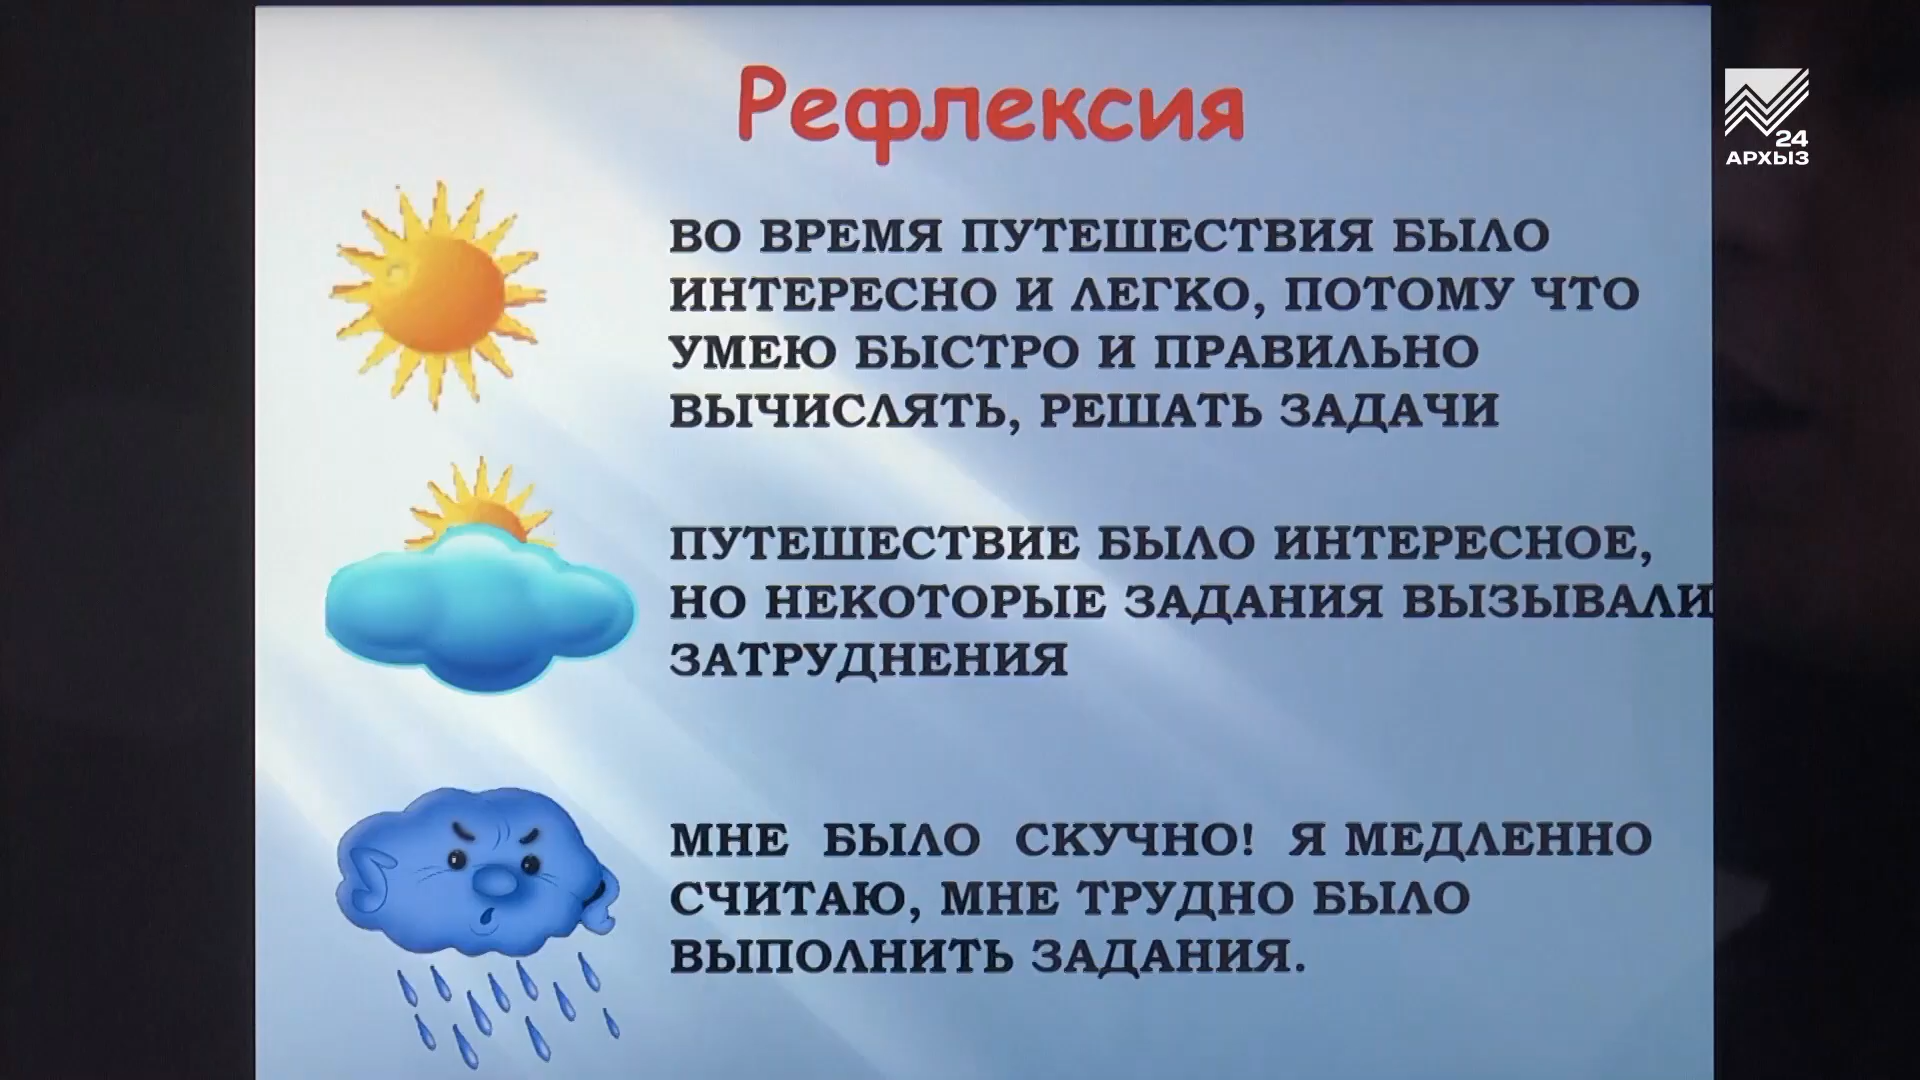 Рефлексия
24
АРХЫЗ
ВО ВРЕМЯ ПУТЕШЕСТВИЯ БЫЛО
ИНТЕРЕСНО И ЛЕГКО, ПОТОМУ ЧТО
УМЕЮ БЫСТРО И ПРАВИЛЬНО
ВЫЧИСЛЯТЬ, РЕШАТЬ ЗАДАЧИ
ПУТЕШЕСТВИЕ БЫЛО ИНТЕРЕСНОЕ,
НО НЕКОТОРЫЕ ЗАДАНИЯ ВЫЗЫВАЛИ
ЗАТРУДНЕНИЯ
МНЕ БЫЛО СКУЧНО! Я МЕДЛЕННО
СЧИТАЮ, МНЕ ТРУДНО БЫЛО
ВЫПОЛНИТЬ ЗАДАНИЯ.